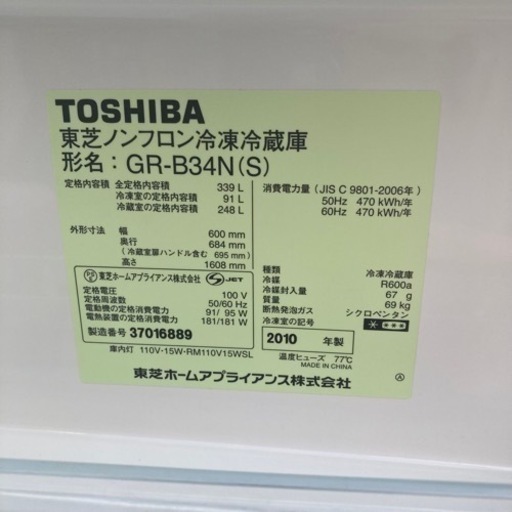 TOSHIBA
東芝ノンフロン冷凍冷蔵庫
形名：GR-B34N(S)
定格内容積 全定格内容積 339 L
冷凍室の定格内容積 91 L
冷蔵室の定格内容積 248 L
外形寸法 幅 600 mm
奥行 684 mm
(冷蔵室扉ハンドル含む 695 mm)
高さ 1608 mm
東芝ホームアプライアンス株式会社 JET
定格電圧 100 V
定格周波数 50/60 Hz
電動機の定格消費電力 91/ 95 W
電熱装置の定格消費電力 181/181 W
製造番号 37016889
庫内灯 110V-15W・RM110V15WSL
消費電力量 (JIS C 9801-2006年)
50Hz 470 kWh/年
60Hz 470 kWh/年
種類 冷凍冷蔵庫
冷媒 R600a
冷媒封入量 67 g
質量 69 kg
断熱発泡ガス シクロペンタン
冷凍室の記号
2010 年製
温度ヒューズ 77℃
MADE IN CHINA
東芝ホームアプライアンス株式会社
Ⓐ